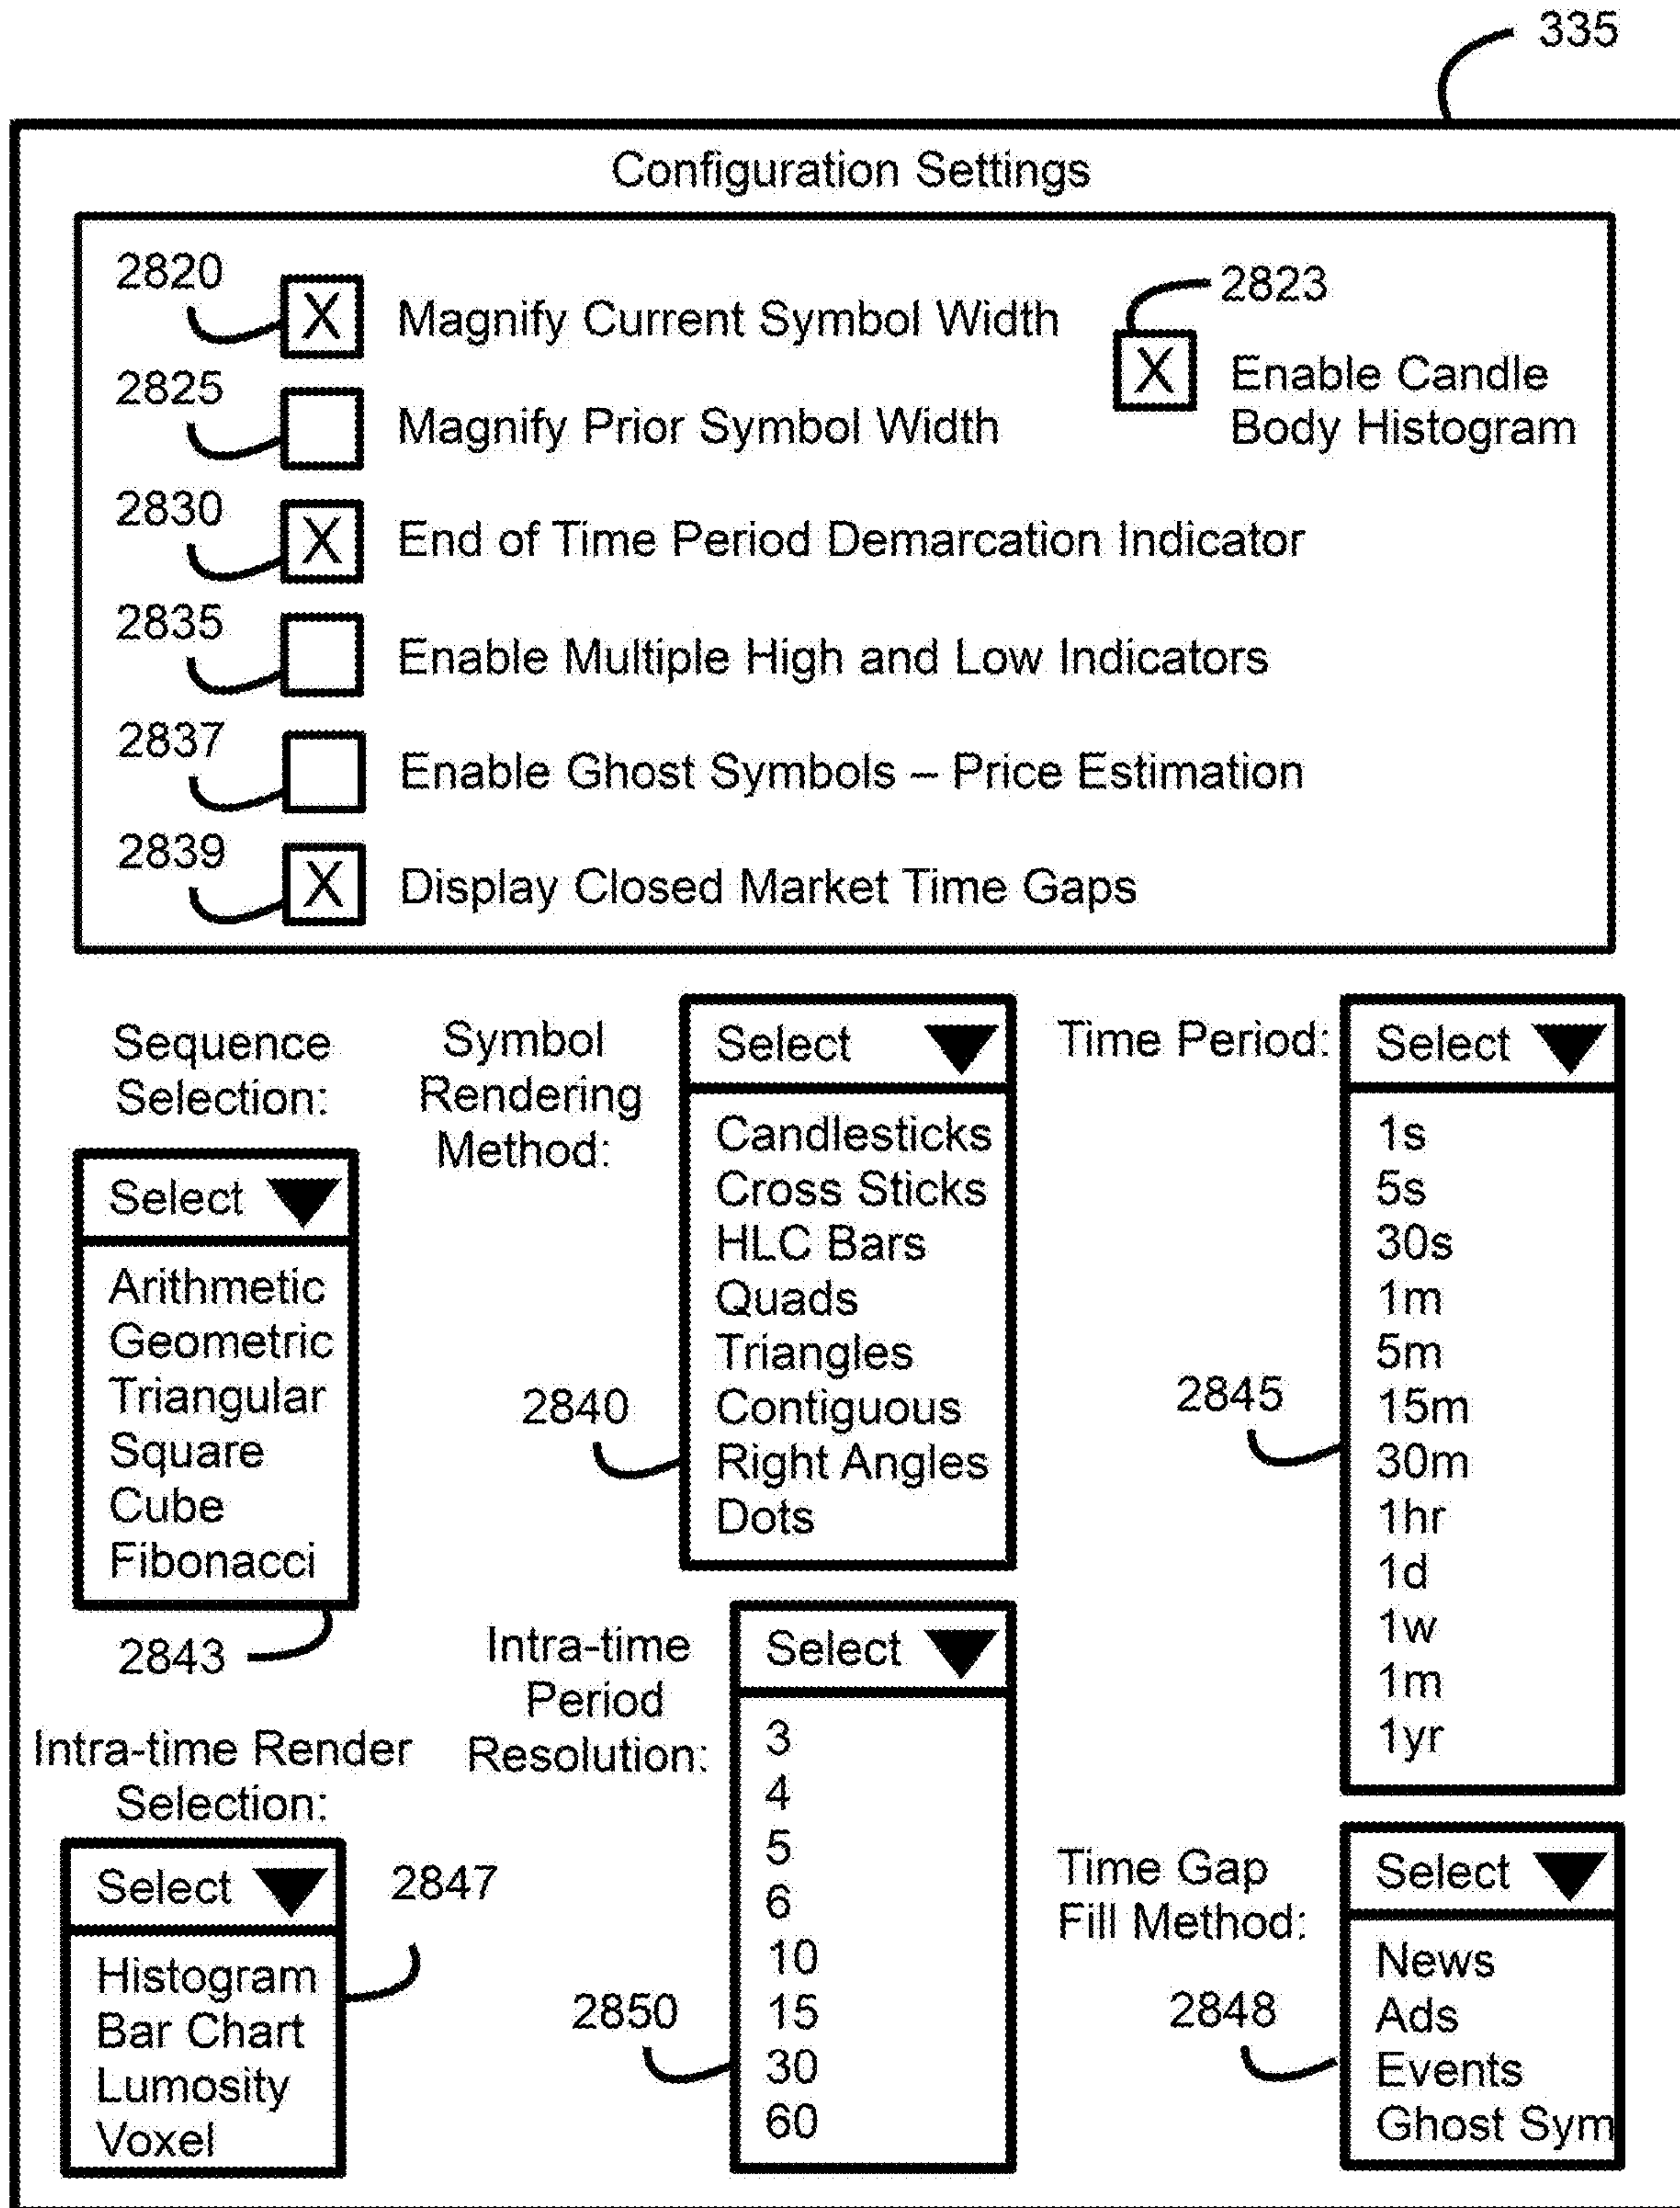 335
Configuration Settings
2820
X
Magnify Current Symbol Width
2823
X
Enable Candle
Body Histogram
2825
Magnify Prior Symbol Width
2830
X
End of Time Period Demarcation Indicator
2835
Enable Multiple High and Low Indicators
2837
Enable Ghost Symbols – Price Estimation
2839
X
Display Closed Market Time Gaps
Sequence
Selection:
Select
Arithmetic
Geometric
Triangular
Square
Cube
Fibonacci
2843
Symbol
Rendering
Method:
Select
Candlesticks
Cross Sticks
HLC Bars
Quads
Triangles
Contiguous
Right Angles
Dots
2840
Time Period:
Select
1s
5s
30s
1m
5m
15m
30m
1hr
1d
1w
1m
1yr
2845
Intra-time Render
Selection:
Select
Histogram
Bar Chart
Lumosity
Voxel
2847
Intra-time
Period
Resolution:
Select
3
4
5
6
10
15
30
60
2850
Time Gap
Fill Method:
Select
News
Ads
Events
Ghost Sym
2848